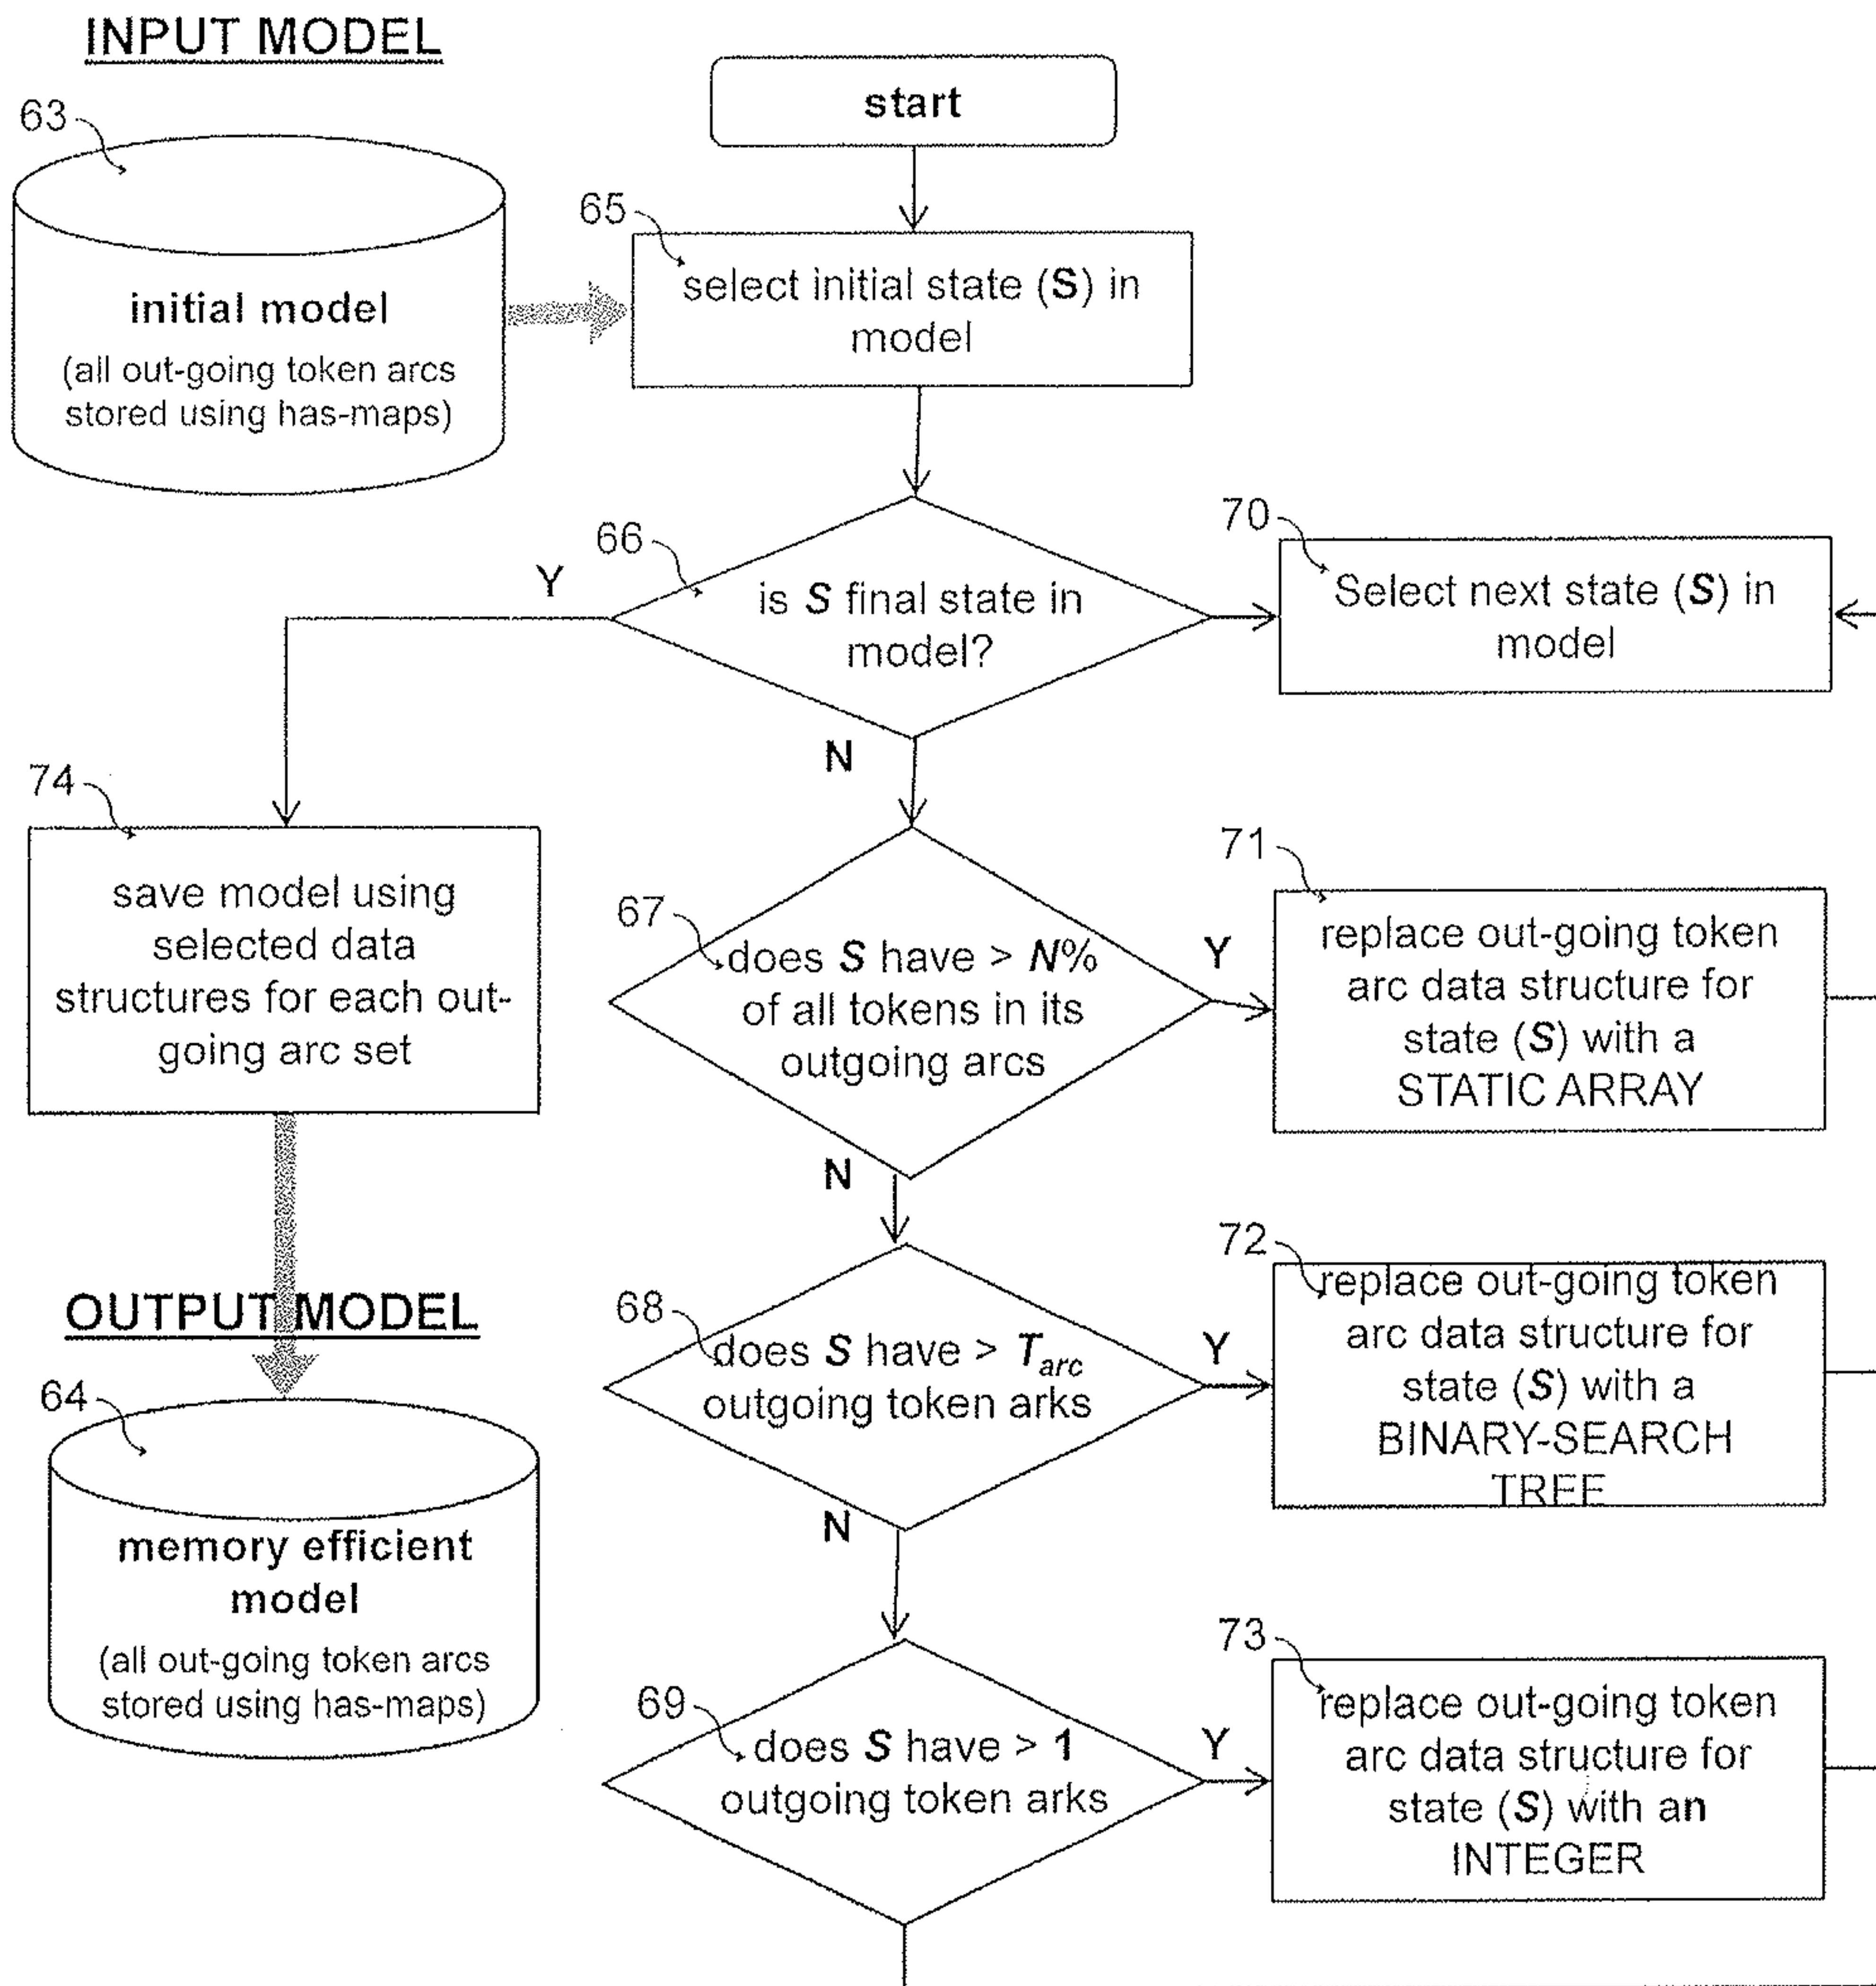 INPUT MODEL
63
initial model
(all out-going token arcs
stored using has-maps)
start
65
select initial state (S) in
model
66
Y
is S final state in
model?
N
70
Select next state (S) in
model
74
save model using
selected data
structures for each out-
going arc set
67
does S have > N%
of all tokens in its
outgoing arcs
Y
N
71
replace out-going token
arc data structure for
state (S) with a
STATIC ARRAY
68
does S have > Tarc
outgoing token arks
Y
N
72
replace out-going token
arc data structure for
state (S) with a
BINARY-SEARCH
TREE
OUTPUT MODEL
64
memory efficient
model
(all out-going token arcs
stored using has-maps)
69
does S have > 1
outgoing token arks
Y
73
replace out-going token
arc data structure for
state (S) with an
INTEGER